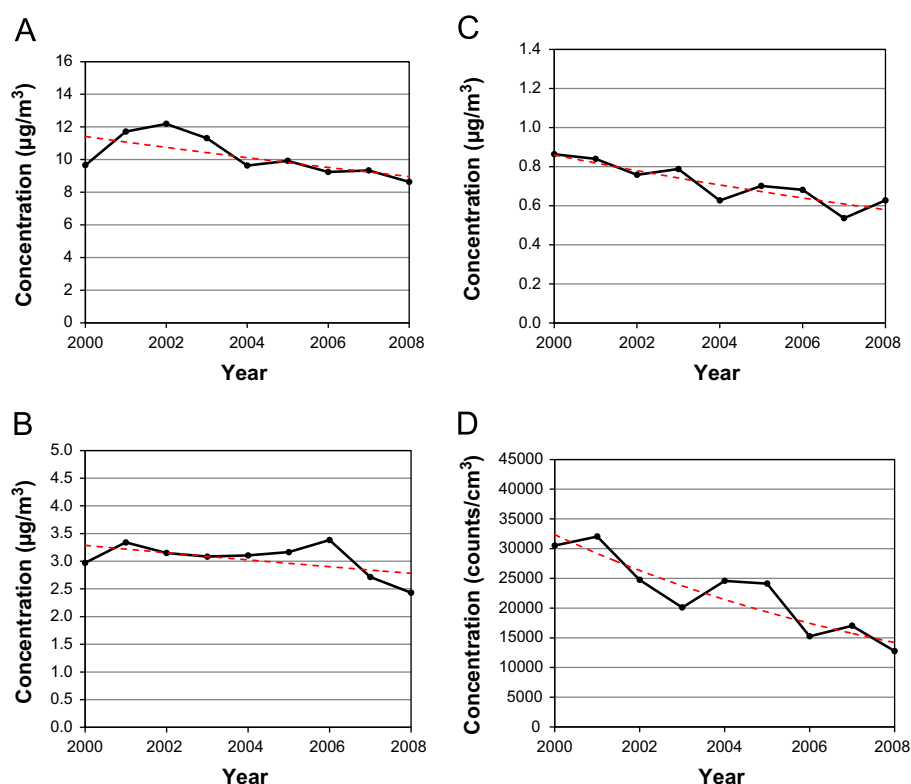 A
Concentration (µg/m³)
16
14
12
10
8
6
4
2
0
2000 2002 2004 2006 2008
Year
C
Concentration (µg/m³)
1.4
1.2
1.0
0.8
0.6
0.4
0.2
0.0
2000 2002 2004 2006 2008
Year
B
Concentration (µg/m³)
5.0
4.5
4.0
3.5
3.0
2.5
2.0
1.5
1.0
0.5
0.0
2000 2002 2004 2006 2008
Year
D
Concentration (counts/cm³)
45000
40000
35000
30000
25000
20000
15000
10000
5000
0
2000 2002 2004 2006 2008
Year